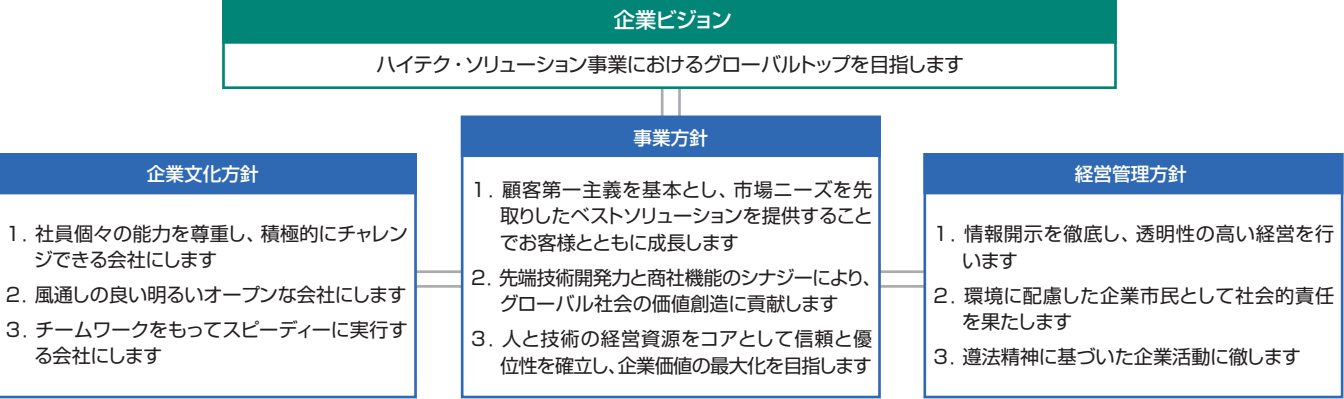 企業ビジョン
ハイテク・ソリューション事業におけるグローバルトップを目指します
企業文化方針
1. 社員個々の能力を尊重し、積極的にチャレン
ジできる会社にします
2. 風通しの良い明るいオープンな会社にします
3. チームワークをもってスピーディーに実行す
る会社にします
事業方針
1. 顧客第一主義を基本とし、市場ニーズを先
取りしたベストソリューションを提供すること
でお客様とともに成長します
2. 先端技術開発力と商社機能のシナジーにより、
グローバル社会の価値創造に貢献します
3. 人と技術の経営資源をコアとして信頼と優
位性を確立し、企業価値の最大化を目指します
経営管理方針
1. 情報開示を徹底し、透明性の高い経営を行
います
2. 環境に配慮した企業市民として社会的責任
を果たします
3. 遵法精神に基づいた企業活動に徹します